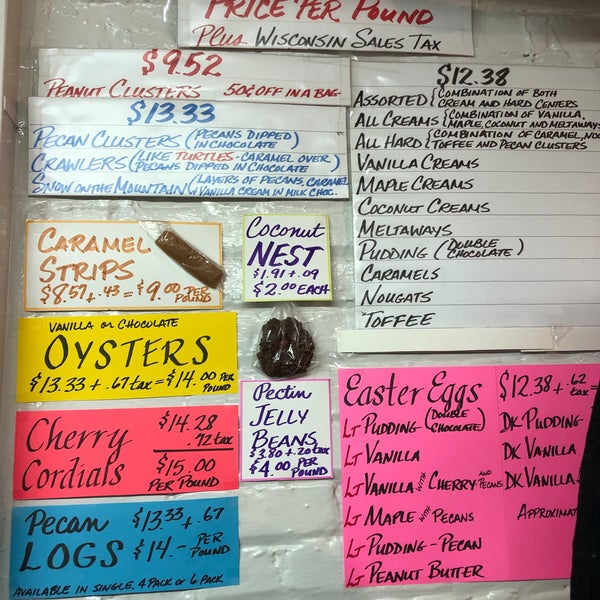 PRICE PER POUND
PLUS WISCONSIN SALES TAX
$9.52
PEANUT CLUSTERS 50¢ OFF IN A BAG
$13.33
PECAN CLUSTERS (PECANS DIPPED IN CHOCOLATE)
CRAWLERS (LIKE TURTLES - CARAMEL OVER PECANS DIPPED IN CHOCOLATE)
SNOW ON THE MOUNTAIN (LAYERS OF PECANS, CARAMEL, VANILLA CREAM IN MILK CHOC.
$12.38
ASSORTED (COMBINATION OF BOTH CREAM AND HARD CENTERS
ALL CREAMS (COMBINATION OF VANILLA, MAPLE, COCONUT AND MELTAWAYS
ALL HARD (COMBINATION OF CARAMEL, TOFFEE AND PECAN CLUSTERS
VANILLA CREAMS
MAPLE CREAMS
COCONUT CREAMS
MELTAWAYS
PUDDING (DOUBLE CHOCOLATE)
CARAMELS
NOUGATS
TOFFEE
CARAMEL
STRIPS
$8.57 + .43 = $9.00 PER POUND
Coconut
NEST
$1.91 + .09
$2.00 EACH
VANILLA or CHOCOLATE
OYSTERS
$13.33 + .67 tax = $14.00 PER POUND
Cherry
Cordials
$14.28
.72 tax
$15.00
PER POUND
Pectin
JELLY
BEANS
$3.80 + .20 tax
$4.00 PER POUND
Pecan
LOGS
$13.33 + .67
$14.- PER POUND
AVAILABLE IN SINGLE, 4 PACK or 6 PACK
Easter Eggs $12.38 + .62 tax =
LT PUDDING (DOUBLE CHOCOLATE) DK PUDDING-
LT VANILLA DK VANILLA
LT VANILLA WITH CHERRY AND PECANS DK VANILLA
LT MAPLE WITH PECANS
LT PUDDING - PECAN
LT PEANUT BUTTER